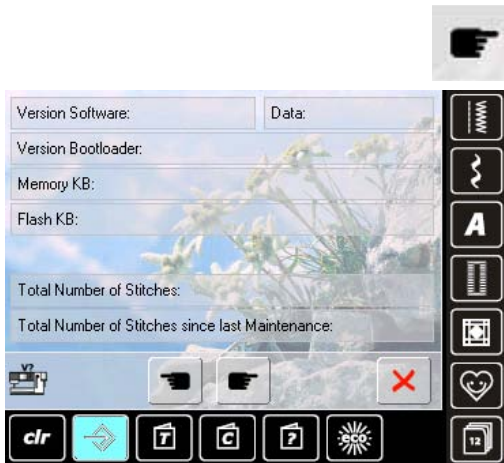 Version Software: Data:
Version Bootloader:
Memory KB:
Flash KB:
Total Number of Stitches:
Total Number of Stitches since last Maintenance:
V?
A
clr
T
C
?
eco
12